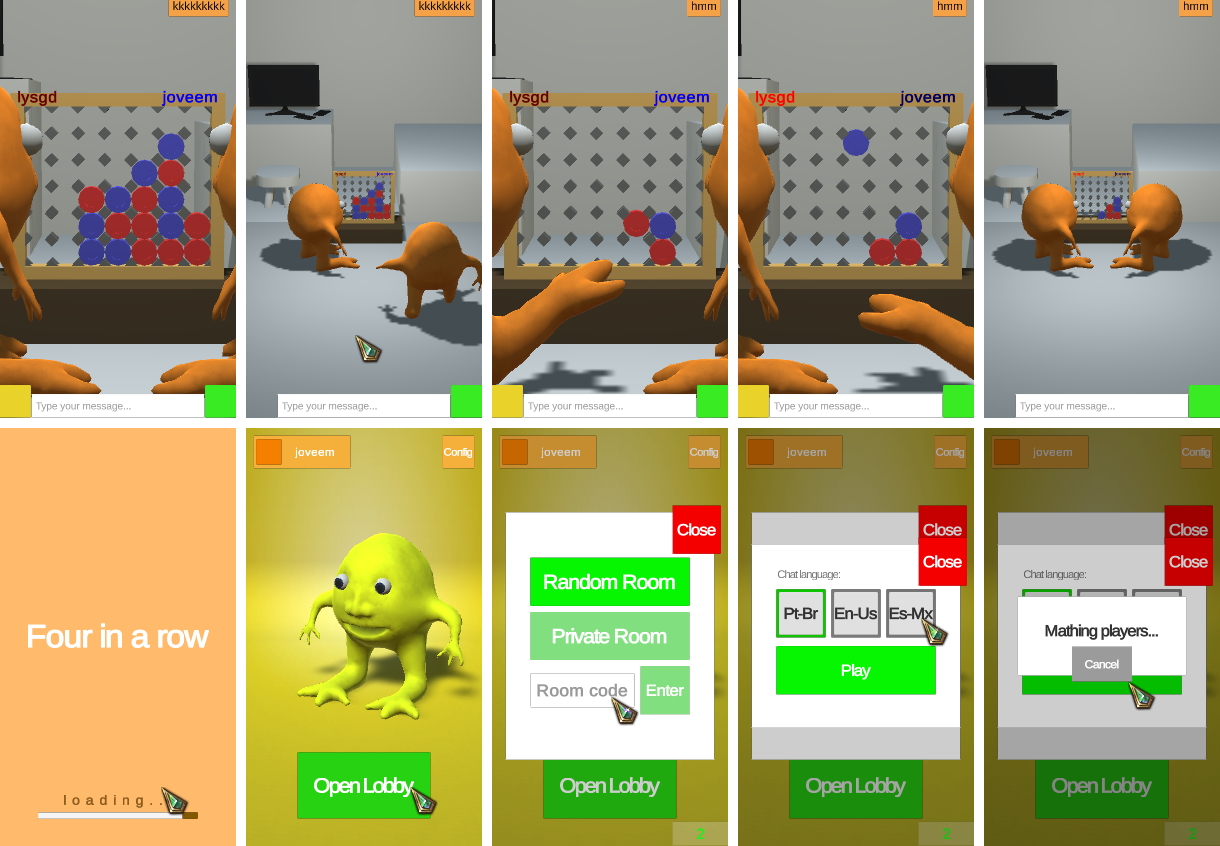 kkkkkkkkk
lysgd joveem
Type your message...
kkkkkkkkk
Type your message...
hmm
lysgd joveem
Type your message...
hmm
lysgd joveem
Type your message...
hmm
Type your message...
Four in a row
loading..
joveem Config
Open Lobby
joveem Config
Close
Random Room
Private Room
Room code Enter
Open Lobby
2
joveem Config
Close
Close
Chat language:
Pt-Br En-Us Es-Mx
Play
Open Lobby
2
joveem Config
Close
Close
Chat language:
Mathing players...
Cancel
Open Lobby
2